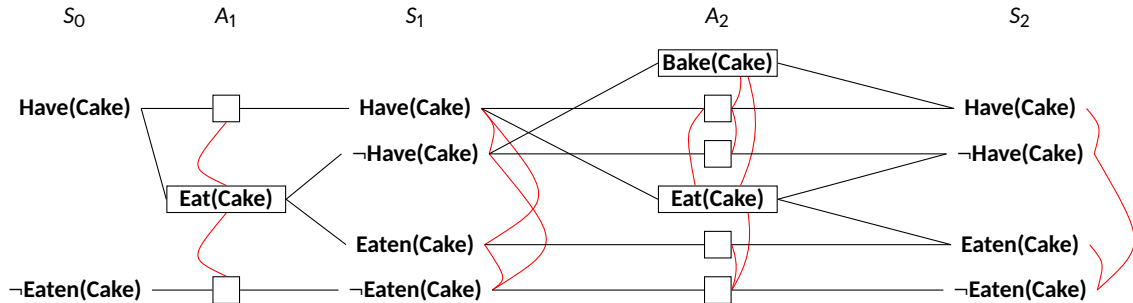 S0 A1 S1 A2 S2
Bake(Cake)
Have(Cake) Have(Cake) Have(Cake)
¬Have(Cake) ¬Have(Cake)
Eat(Cake) Eat(Cake)
Eaten(Cake) Eaten(Cake)
¬Eaten(Cake) ¬Eaten(Cake) ¬Eaten(Cake)